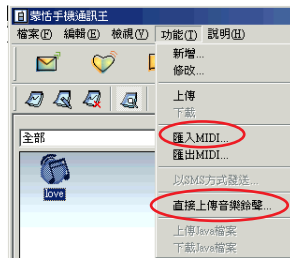 蒙恬手機通訊王
檔案(F) 編輯(E) 檢視(V) 功能(T) 說明(H)
新增...
修改...
上傳
下載
匯入MIDI...
匯出MIDI...
以SMS方式發送...
直接上傳音樂鈴聲...
上傳Java檔案
下載Java檔案
全部
love